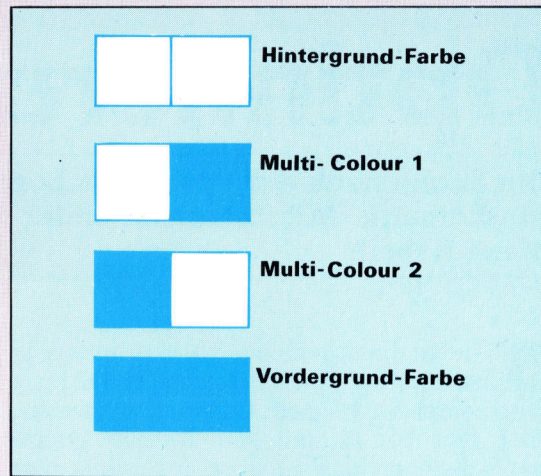 Hintergrund-Farbe
Multi-Colour 1
Multi-Colour 2
Vordergrund-Farbe